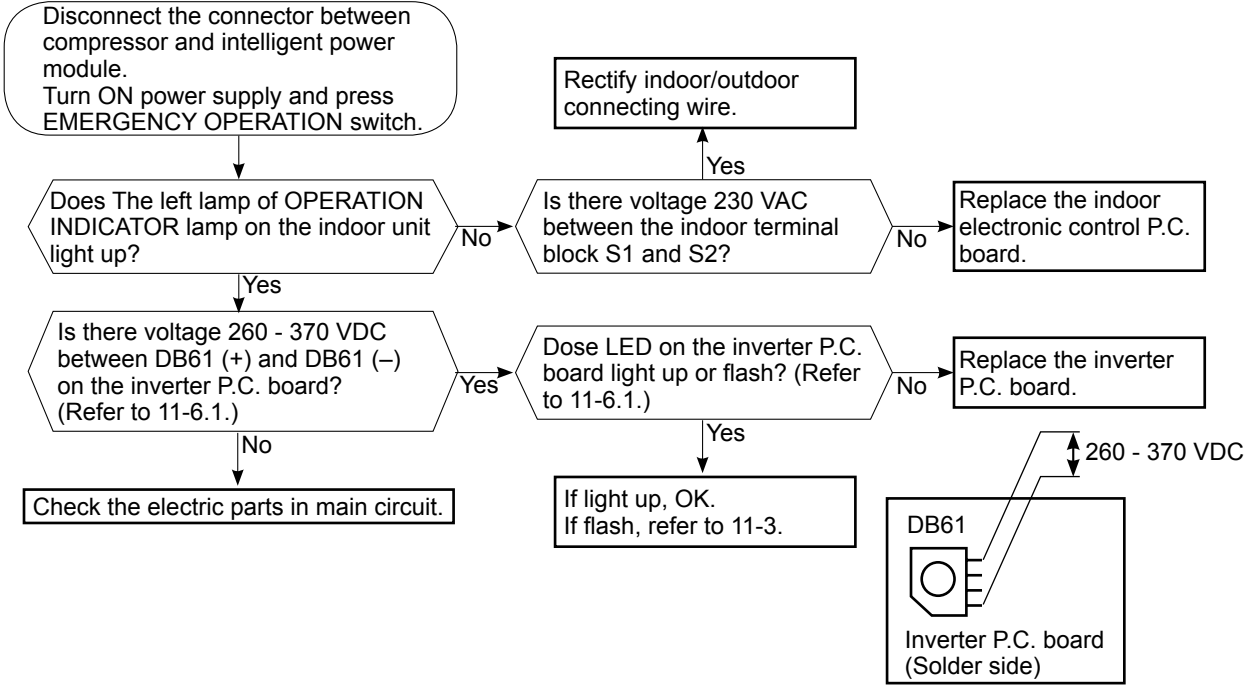 Disconnect the connector between
compressor and intelligent power
module.
Turn ON power supply and press
EMERGENCY OPERATION switch.
Rectify indoor/outdoor
connecting wire.
Yes
Does The left lamp of OPERATION
INDICATOR lamp on the indoor unit
light up?
No
Is there voltage 230 VAC
between the indoor terminal
block S1 and S2?
No
Replace the indoor
electronic control P.C.
board.
Yes
Is there voltage 260 - 370 VDC
between DB61 (+) and DB61 (–)
on the inverter P.C. board?
(Refer to 11-6.1.)
Yes
Dose LED on the inverter P.C.
board light up or flash? (Refer
to 11-6.1.)
No
Replace the inverter
P.C. board.
No
Yes
Check the electric parts in main circuit.
If light up, OK.
If flash, refer to 11-3.
260 - 370 VDC
DB61
Inverter P.C. board
(Solder side)